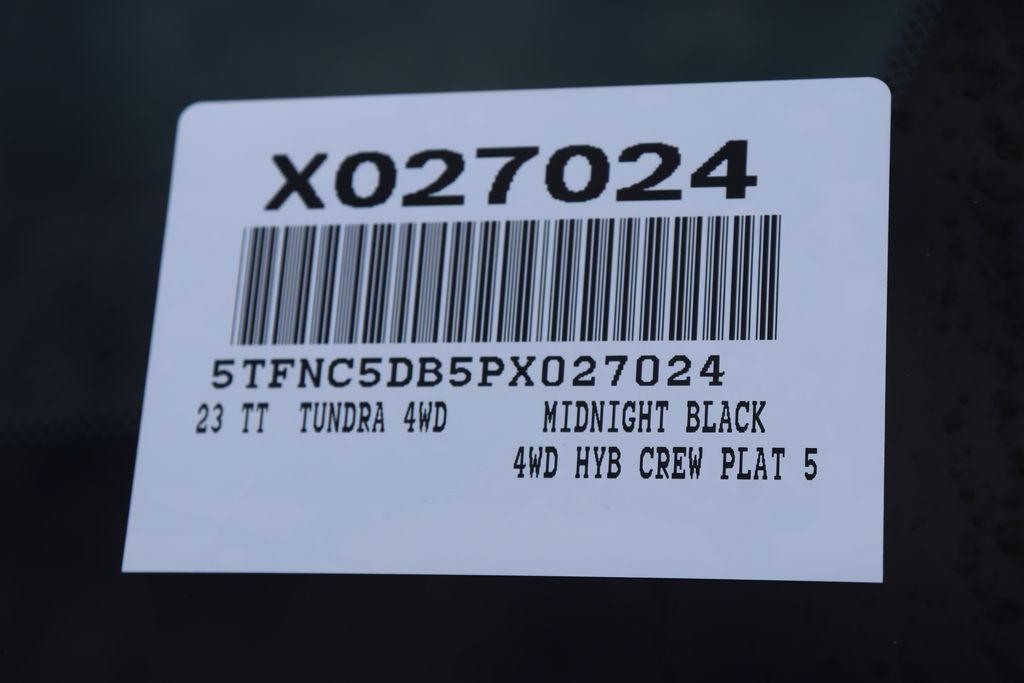 X027024
5TFNC5DB5PX027024
23 TT TUNDRA 4WD MIDNIGHT BLACK
4WD HYB CREW PLAT 5